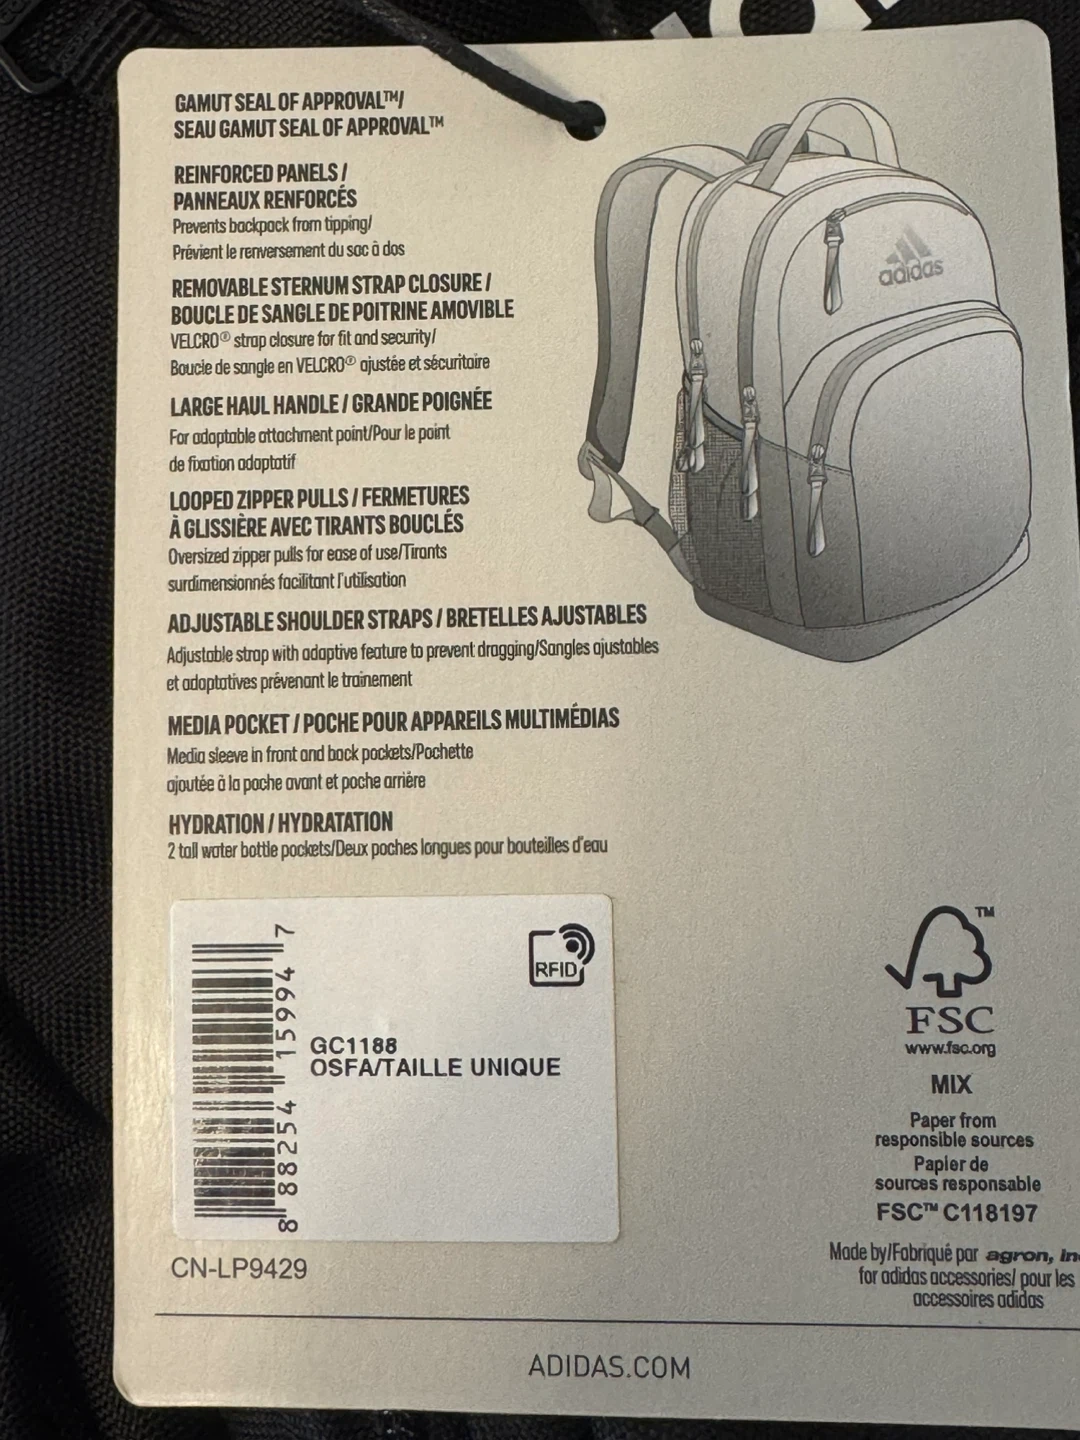 GAMUT SEAL OF APPROVAL™/
SEAU GAMUT SEAL OF APPROVAL™
REINFORCED PANELS /
PANNEAUX RENFORCÉS
Prevents backpack from tipping/
Prévient le renversement du sac à dos
REMOVABLE STERNUM STRAP CLOSURE /
BOUCLE DE SANGLE DE POITRINE AMOVIBLE
VELCRO® strap closure for fit and security/
Boucle de sangle en VELCRO® ajustée et sécuritaire
LARGE HAUL HANDLE / GRANDE POIGNÉE
For adaptable attachment point/Pour le point
de fixation adaptatif
LOOPED ZIPPER PULLS / FERMETURES
À GLISSIÈRE AVEC TIRANTS BOUCLÉS
Oversized zipper pulls for ease of use/Tirants
surdimensionnés facilitant l'utilisation
ADJUSTABLE SHOULDER STRAPS / BRETELLES AJUSTABLES
Adjustable strap with adaptive feature to prevent dragging/Sangles ajustables
et adaptatives prévenant le trainement
MEDIA POCKET / POCHE POUR APPAREILS MULTIMÉDIAS
Media sleeve in front and back pockets/Pochette
ajoutée à la poche avant et poche arrière
HYDRATION / HYDRATATION
2 tall water bottle pockets/Deux poches longues pour bouteilles d'eau
adidas
8 88254 15994 7
RFID
GC1188
OSFA/TAILLE UNIQUE
CN-LP9429
TM
FSC
www.fsc.org
MIX
Paper from
responsible sources
Papier de
sources responsable
FSC™ C118197
Made by/Fabriqué par agron, in
for adidas accessories/ pour les
accessoires adidas
ADIDAS.COM